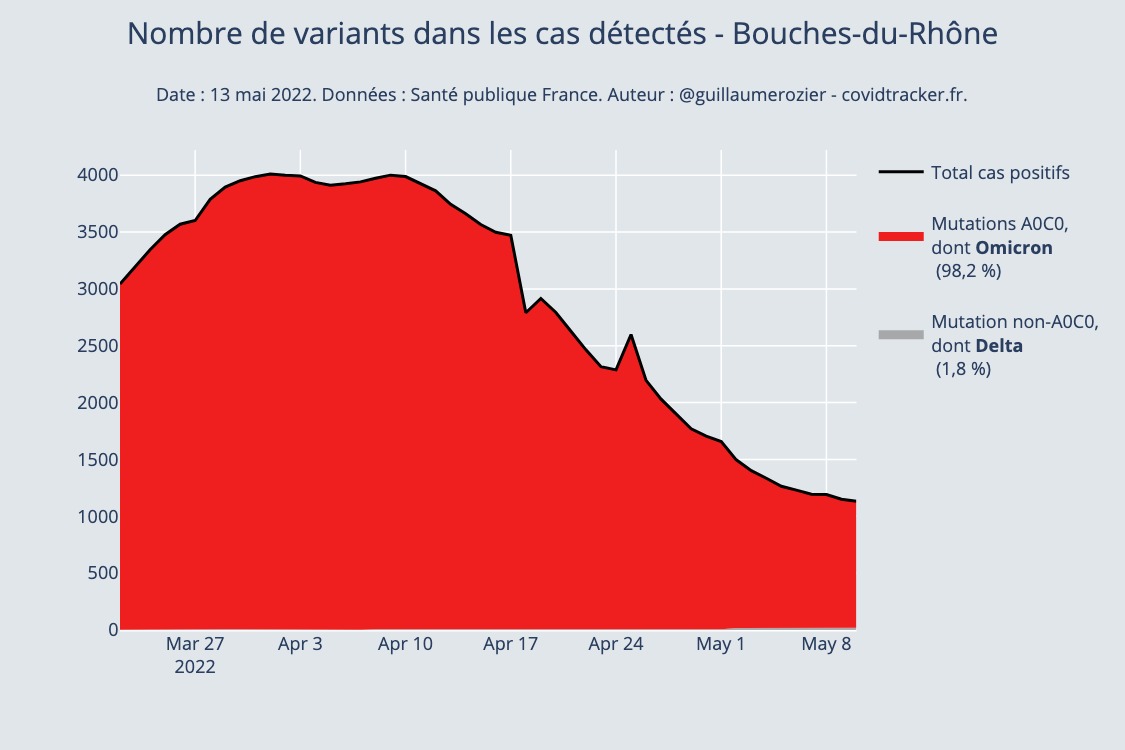 Nombre de variants dans les cas détectés - Bouches-du-Rhône
Date : 13 mai 2022. Données : Santé publique France. Auteur : @guillaumerozier - covidtracker.fr.
4000
3500
3000
2500
2000
1500
1000
500
0
Mar 27
2022
Apr 3
Apr 10
Apr 17
Apr 24
May 1
May 8
Total cas positifs
Mutations A0C0,
dont Omicron
(98,2 %)
Mutation non-A0C0,
dont Delta
(1,8 %)